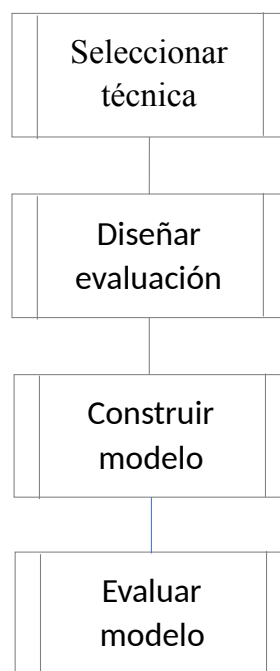 Seleccionar
técnica
Diseñar
evaluación
Construir
modelo
Evaluar
modelo